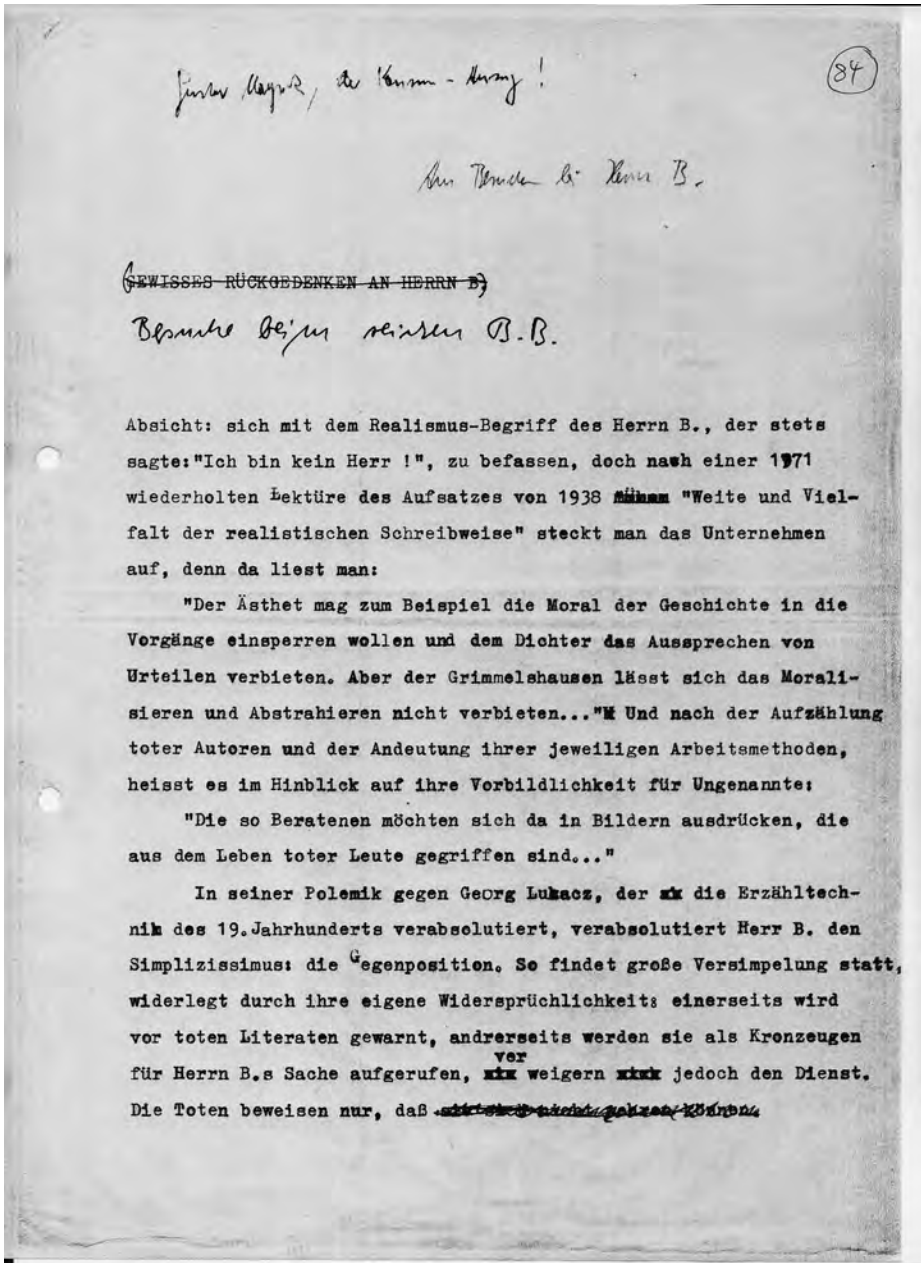 84
B.
(GEWISSES RÜCKGEDENKEN AN HERRN B)
Besuche beim B.B.
Absicht: sich mit dem Realismus-Begriff des Herrn B., der stets
sagte:"Ich bin kein Herr !", zu befassen, doch nach einer 1971
wiederholten Lektüre des Aufsatzes von 1938 "Weite und Viel-
falt der realistischen Schreibweise" steckt man das Unternehmen
auf, denn da liest man:
"Der Ästhet mag zum Beispiel die Moral der Geschichte in die
Vorgänge einsperren wollen und dem Dichter das Aussprechen von
Urteilen verbieten. Aber der Grimmelshausen lässt sich das Morali-
sieren und Abstrahieren nicht verbieten..." Und nach der Aufzählung
toter Autoren und der Andeutung ihrer jeweiligen Arbeitsmethoden,
heisst es im Hinblick auf ihre Vorbildlichkeit für Ungenannte:
"Die so Beratenen möchten sich da in Bildern ausdrücken, die
aus dem Leben toter Leute gegriffen sind..."
In seiner Polemik gegen Georg Lukacz, der die Erzähltech-
nik des 19.Jahrhunderts verabsolutiert, verabsolutiert Herr B. den
Simplizissimus: die Gegenposition. So findet große Versimpelung statt,
widerlegt durch ihre eigene Widersprüchlichkeit: einerseits wird
vor toten Literaten gewarnt, andrerseits werden sie als Kronzeugen
für Herrn B.s Sache aufgerufen, ver weigern jedoch den Dienst.
Die Toten beweisen nur, daß